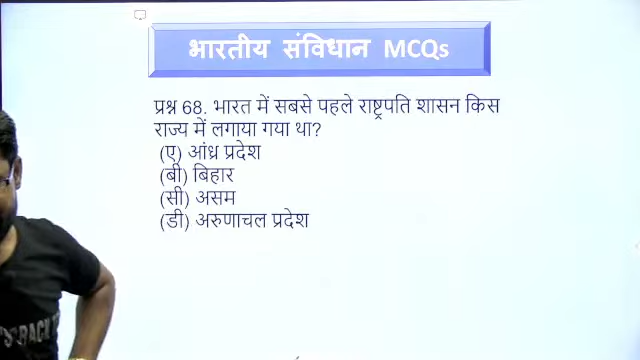 भारतीय संविधान MCQs
प्रश्न 68. भारत में सबसे पहले राष्ट्रपति शासन किस
राज्य में लगाया गया था?
(ए) आंध्र प्रदेश
(बी) बिहार
(सी) असम
(डी) अरुणाचल प्रदेश